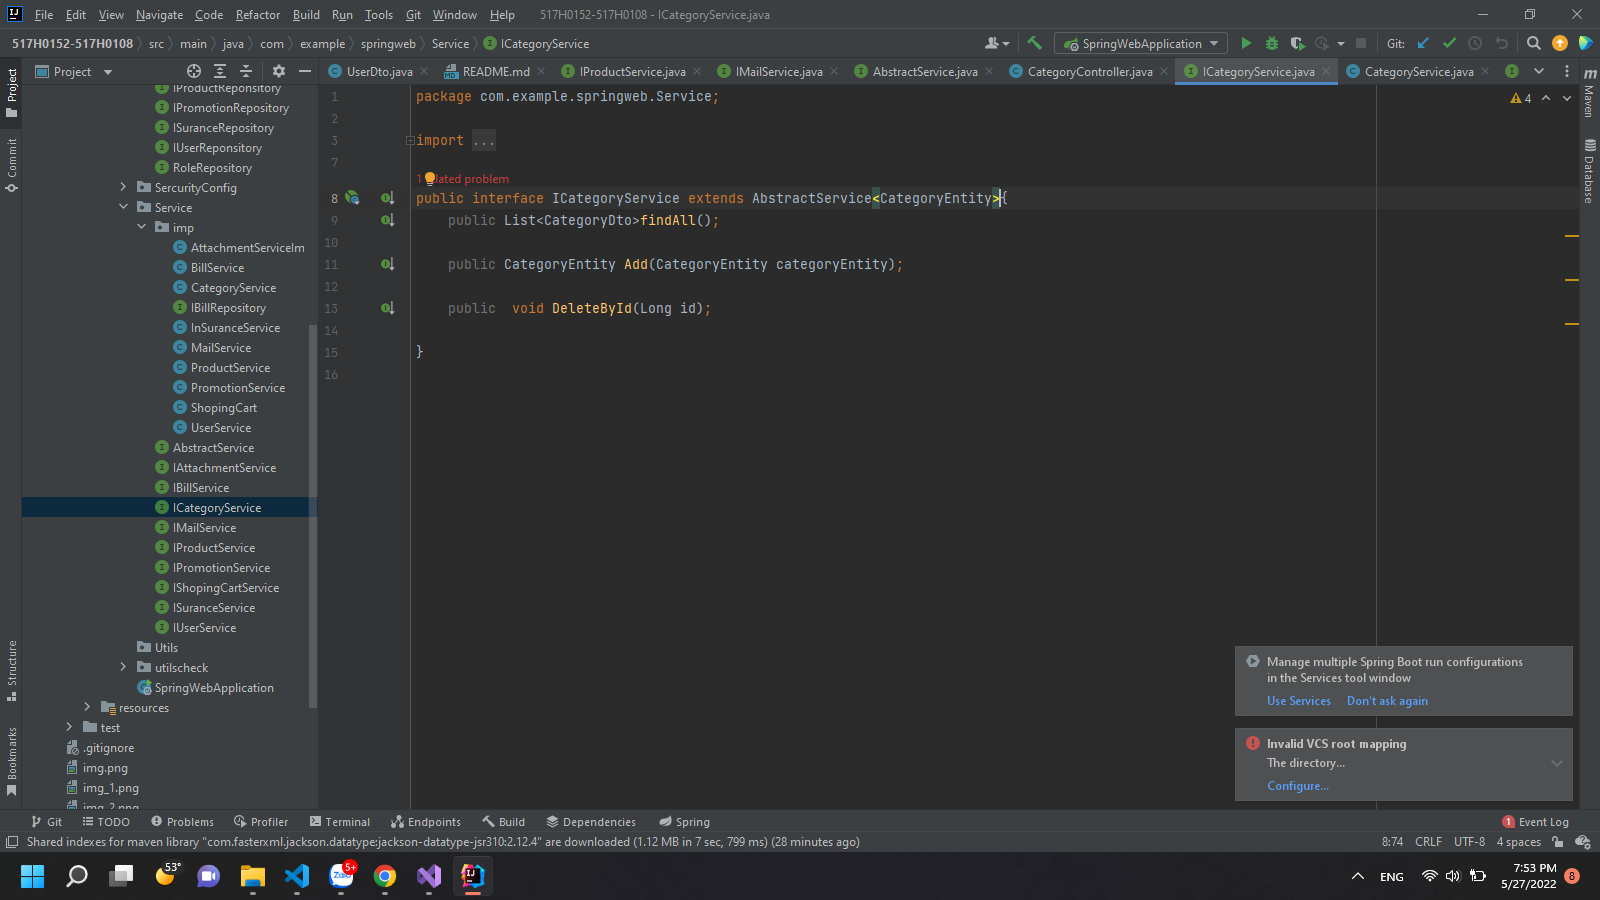 File Edit View Navigate Code Refactor Build Run Tools Git Window Help 517H0152-517H0108 - ICategoryService.java
517H0152-517H0108 src main java com example springweb Service ICategoryService SpringWebApplication Git:
Project
UserDto.java README.md IProductService.java IMailService.java AbstractService.java CategoryController.java ICategoryService.java CategoryService.java
Project
Commit
Structure
Bookmarks
IProductReponsitory
IPromotionRepository
ISuranceRepository
IUserReponsitory
RoleRepository
SercurityConfig
Service
imp
AttachmentServiceIm
BillService
CategoryService
IBillRepository
InSuranceService
MailService
ProductService
PromotionService
ShopingCart
UserService
AbstractService
IAttachmentService
IBillService
ICategoryService
IMailService
IProductService
IPromotionService
IShopingCartService
ISuranceService
IUserService
Utils
utilscheck
SpringWebApplication
resources
test
.gitignore
img.png
img_1.png
img_2.png
1 package com.example.springweb.Service;
2
3 import ...
7
1 lated problem
8 public interface ICategoryService extends AbstractService<CategoryEntity>{
9 public List<CategoryDto>findAll();
10
11 public CategoryEntity Add(CategoryEntity categoryEntity);
12
13 public  void DeleteById(Long id);
14
15 }
16
4
Maven
Database
Manage multiple Spring Boot run configurations
in the Services tool window
Use Services Don't ask again
Invalid VCS root mapping
The directory...
Configure...
Git TODO Problems Profiler Terminal Endpoints Build Dependencies Spring 1 Event Log
Shared indexes for maven library "com.fasterxml.jackson.datatype:jackson-datatype-jsr310:2.12.4" are downloaded (1.12 MB in 7 sec, 799 ms) (28 minutes ago) 8:74 CRLF UTF-8 4 spaces
53° Zalo 5+ ENG 7:53 PM
5/27/2022 8